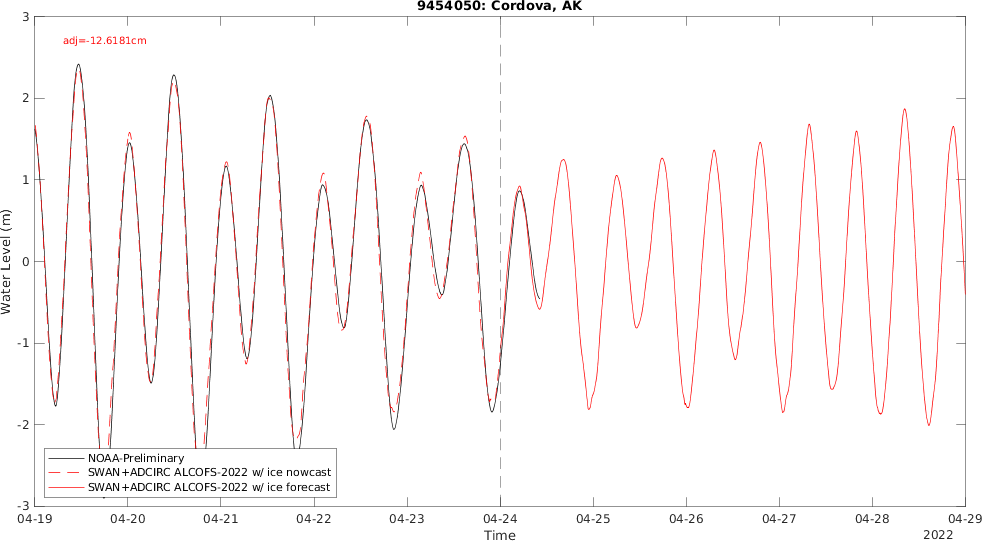 9454050: Cordova, AK
adj=-12.6181cm
Water Level (m)
3
2
1
0
-1
-2
-3
NOAA-Preliminary
SWAN+ADCIRC ALCOFS-2022 w/ ice nowcast
SWAN+ADCIRC ALCOFS-2022 w/ ice forecast
04-19 04-20 04-21 04-22 04-23 04-24 04-25 04-26 04-27 04-28 04-29
Time
2022